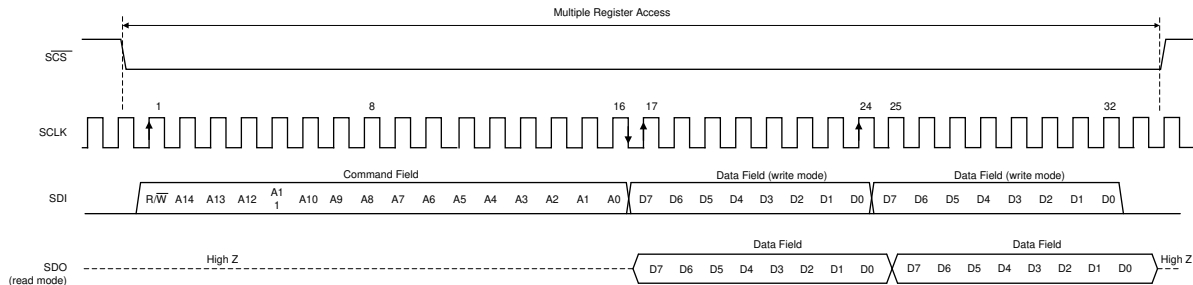 Multiple Register Access
SCS
1 8 16 17 24 25 32
SCLK
Command Field Data Field (write mode) Data Field (write mode)
SDI R/W A14 A13 A12 A1 A10 A9 A8 A7 A6 A5 A4 A3 A2 A1 A0 D7 D6 D5 D4 D3 D2 D1 D0 D7 D6 D5 D4 D3 D2 D1 D0
1
Data Field Data Field
High Z High Z
SDO D7 D6 D5 D4 D3 D2 D1 D0 D7 D6 D5 D4 D3 D2 D1 D0
(read mode)